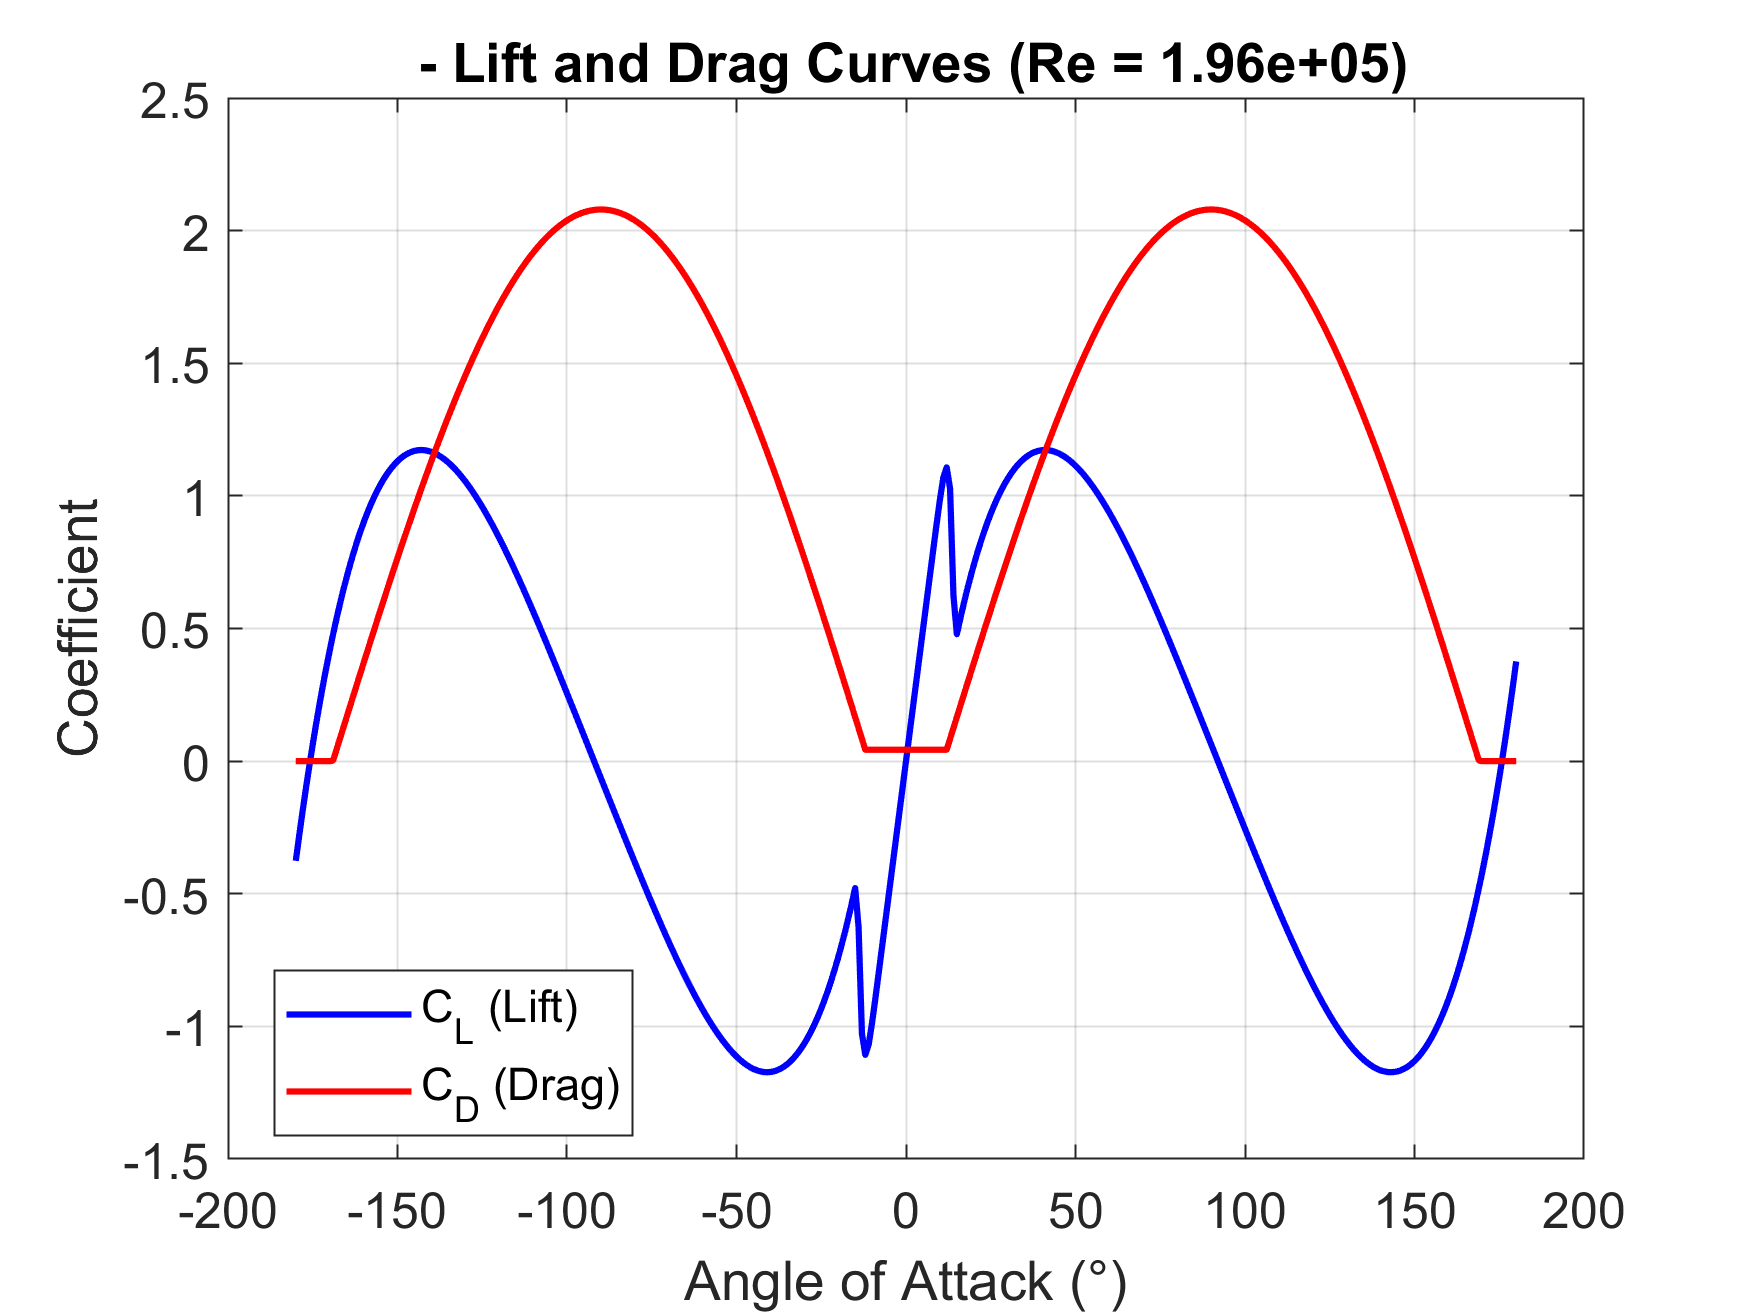 - Lift and Drag Curves (Re = 1.96e+05)
2.5
2
1.5
1
0.5
0
-0.5
-1
-1.5
Coefficient
C_L (Lift)
C_D (Drag)
-200 -150 -100 -50 0 50 100 150 200
Angle of Attack (°)